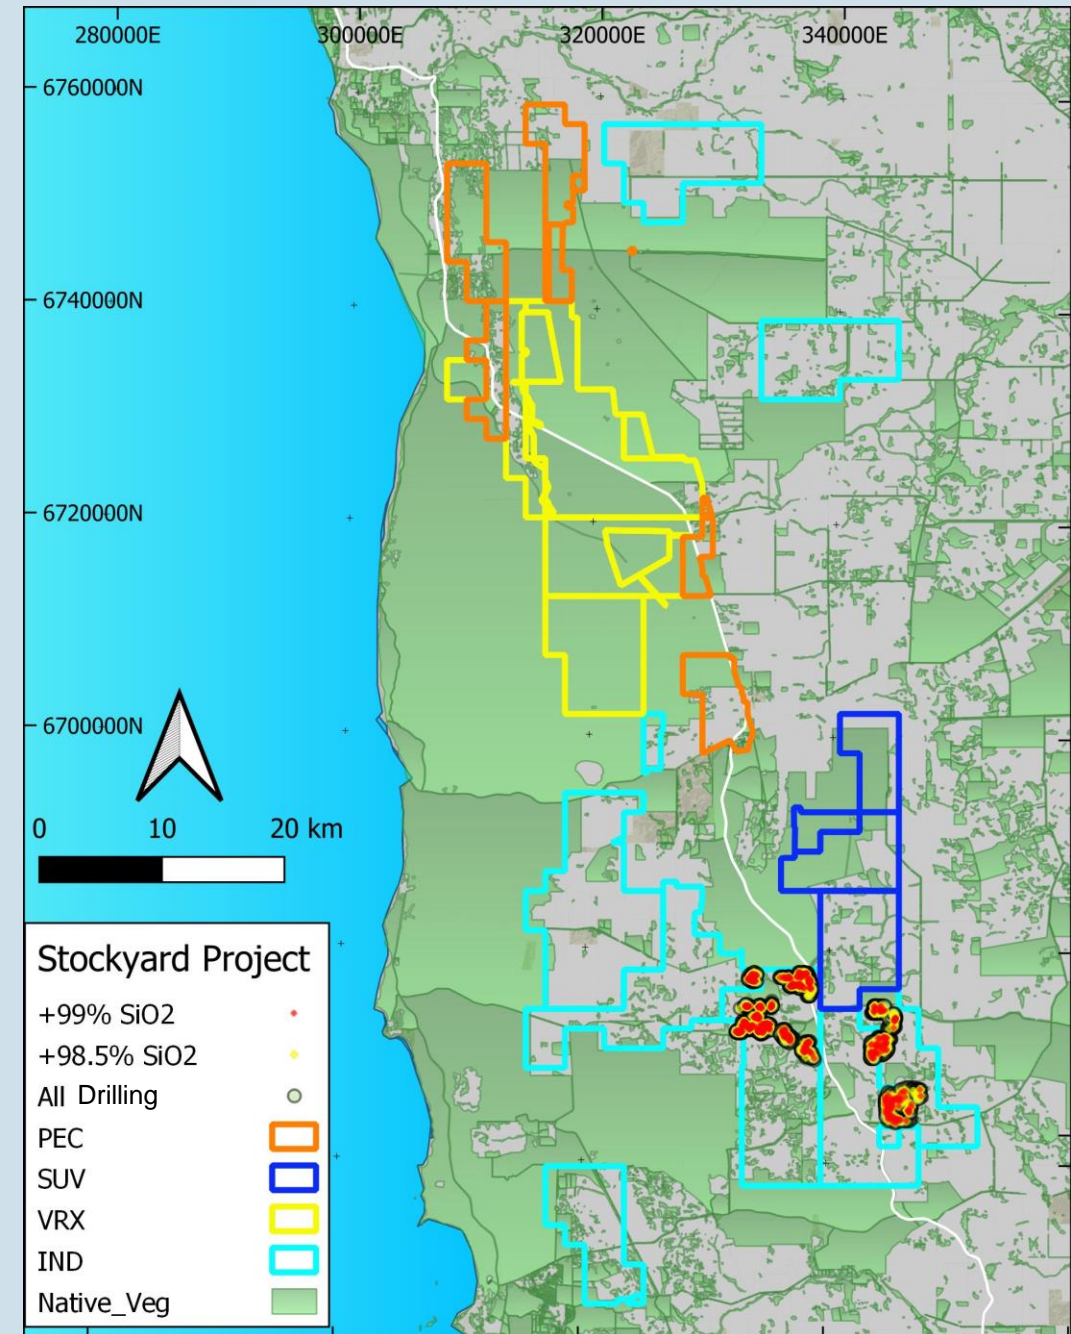 280000E 300000E 320000E 340000E
6760000N
6740000N
6720000N
6700000N
0 10 20 km
Stockyard Project
+99% SiO2
+98.5% SiO2
All Drilling
PEC
SUV
VRX
IND
Native_Veg